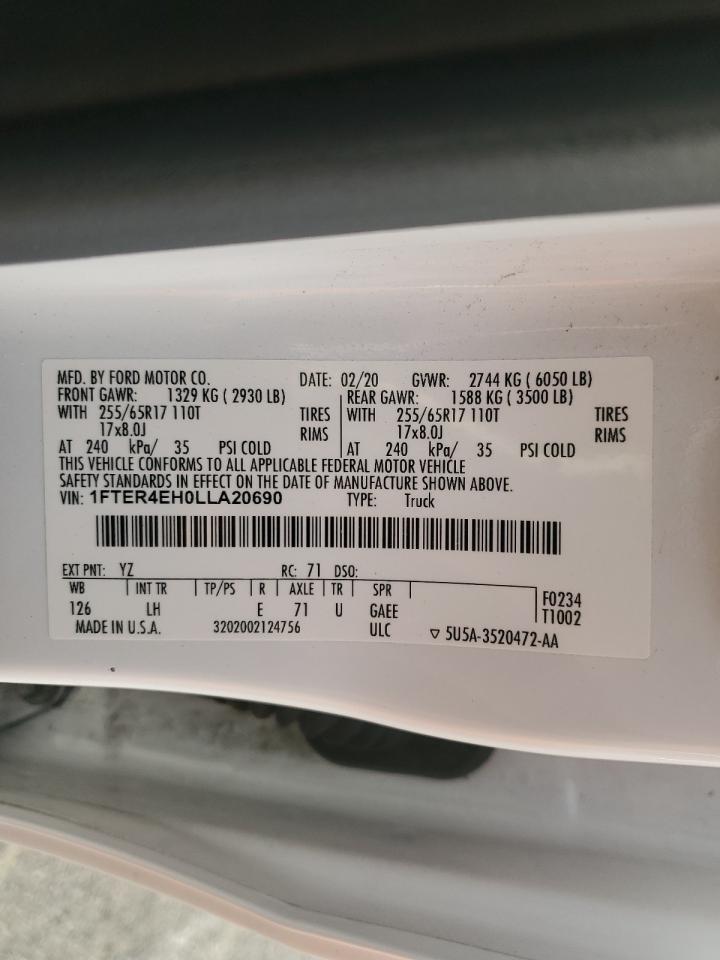 MFD. BY FORD MOTOR CO. DATE: 02/20 GVWR: 2744 KG ( 6050 LB)
FRONT GAWR: 1329 KG ( 2930 LB) REAR GAWR: 1588 KG ( 3500 LB)
WITH 255/65R17 110T TIRES WITH 255/65R17 110T TIRES
17x8.0J RIMS 17x8.0J RIMS
AT 240 kPa/ 35 PSI COLD AT 240 kPa/ 35 PSI COLD
THIS VEHICLE CONFORMS TO ALL APPLICABLE FEDERAL MOTOR VEHICLE
SAFETY STANDARDS IN EFFECT ON THE DATE OF MANUFACTURE SHOWN ABOVE.
VIN: 1FTER4EH0LLA20690 TYPE: Truck
EXT PNT: YZ RC: 71 DSO:
WB INT TR TP/PS R AXLE TR SPR
126 LH E 71 U GAEE F0234
ULC T1002
MADE IN U.S.A. 3202002124756 ▽ 5U5A-3520472-AA